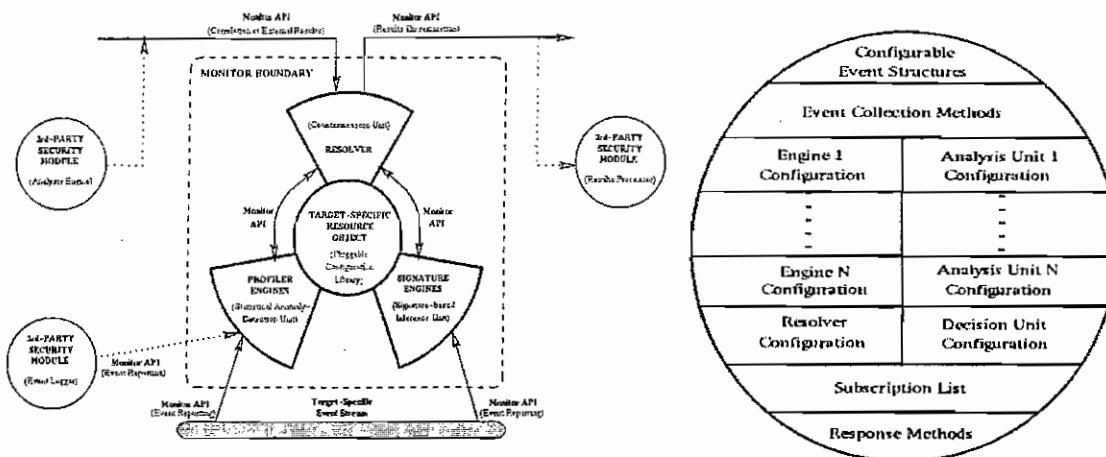 Monitor API
(Correlation of External Results)
Monitor API
(Results Dissemination)
MONITOR BOUNDARY
(Countermeasure Unit)
RESOLVER
3rd-PARTY
SECURITY
MODULE
(Analysis Engine)
3rd-PARTY
SECURITY
MODULE
(Results Processor)
Monitor
API
Monitor
API
TARGET-SPECIFIC
RESOURCE
OBJECT
(Pluggable
Configuration
Library)
PROFILER
ENGINES
(Statistical Anomaly-
Detection Unit)
SIGNATURE
ENGINES
(Signature-based
Inference Unit)
3rd-PARTY
SECURITY
MODULE
(Event Logger)
Monitor API
(Event Reporting)
Monitor API
(Event Reporting)
Target-Specific
Event Stream
Monitor API
(Event Reporting)
Configurable
Event Structures
Event Collection Methods
Engine 1
Configuration
Analysis Unit 1
Configuration
Engine N
Configuration
Analysis Unit N
Configuration
Resolver
Configuration
Decision Unit
Configuration
Subscription List
Response Methods